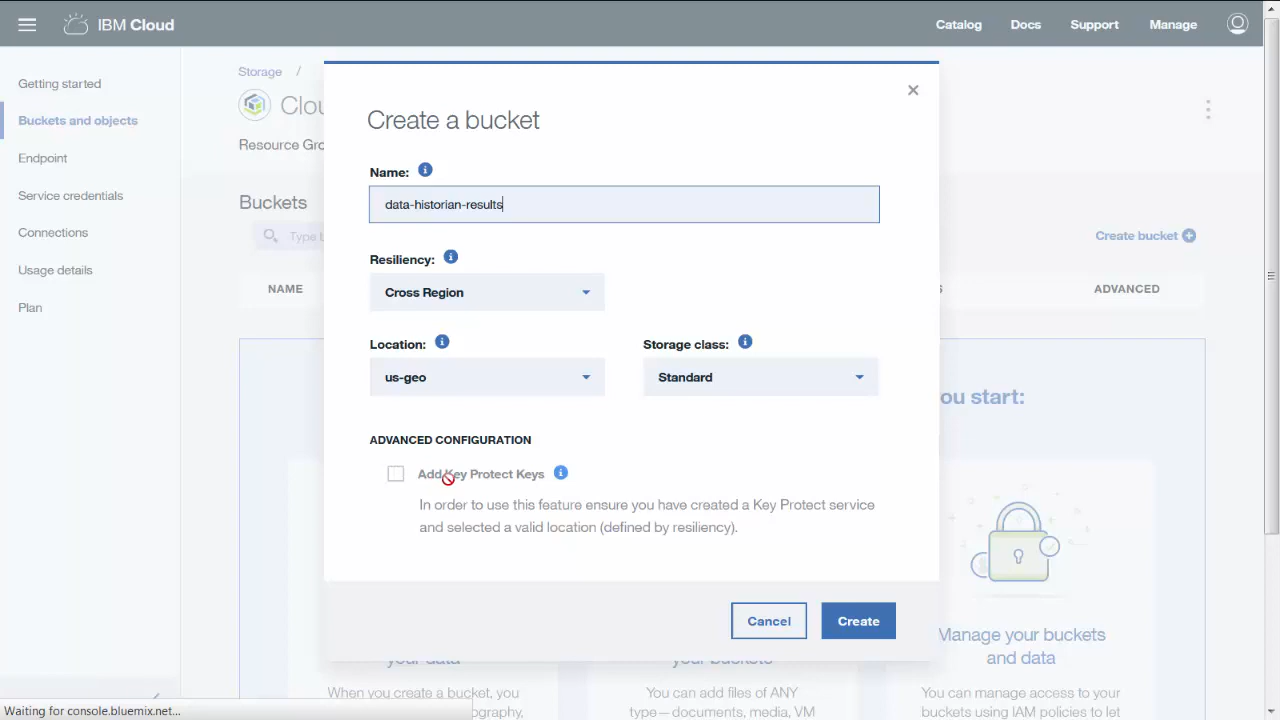 IBM Cloud
Catalog
Docs
Support
Manage
Getting started
Buckets and objects
Endpoint
Service credentials
Connections
Usage details
Plan
Storage /
Resource Gro
Buckets
Create bucket
NAME
ADVANCED
ou start:
Create a bucket
Name:
data-historian-results
Resiliency:
Cross Region
Location:
Storage class:
us-geo
Standard
ADVANCED CONFIGURATION
Add Key Protect Keys
In order to use this feature ensure you have created a Key Protect service
and selected a valid location (defined by resiliency).
Cancel
Create
your data
your buckets
Manage your buckets
and data
When you create a bucket, you
You can add files of ANY
type—documents, media, VM
You can manage access to your
buckets using IAM policies to let
Waiting for console.bluemix.net...